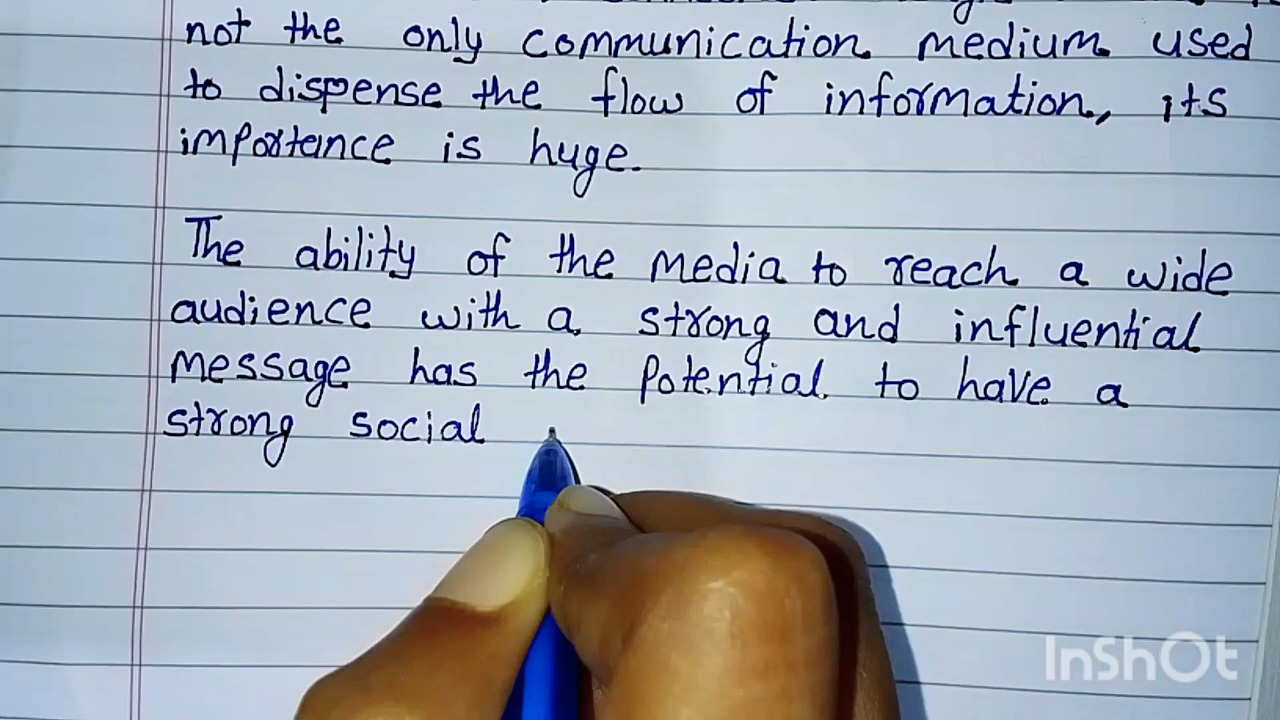 not the only communication medium used
to dispense the flow of information, its
importance is huge.
The ability of the media to reach a wide
audience with a strong and influential
message has the potential to have a
strong social
InShOt